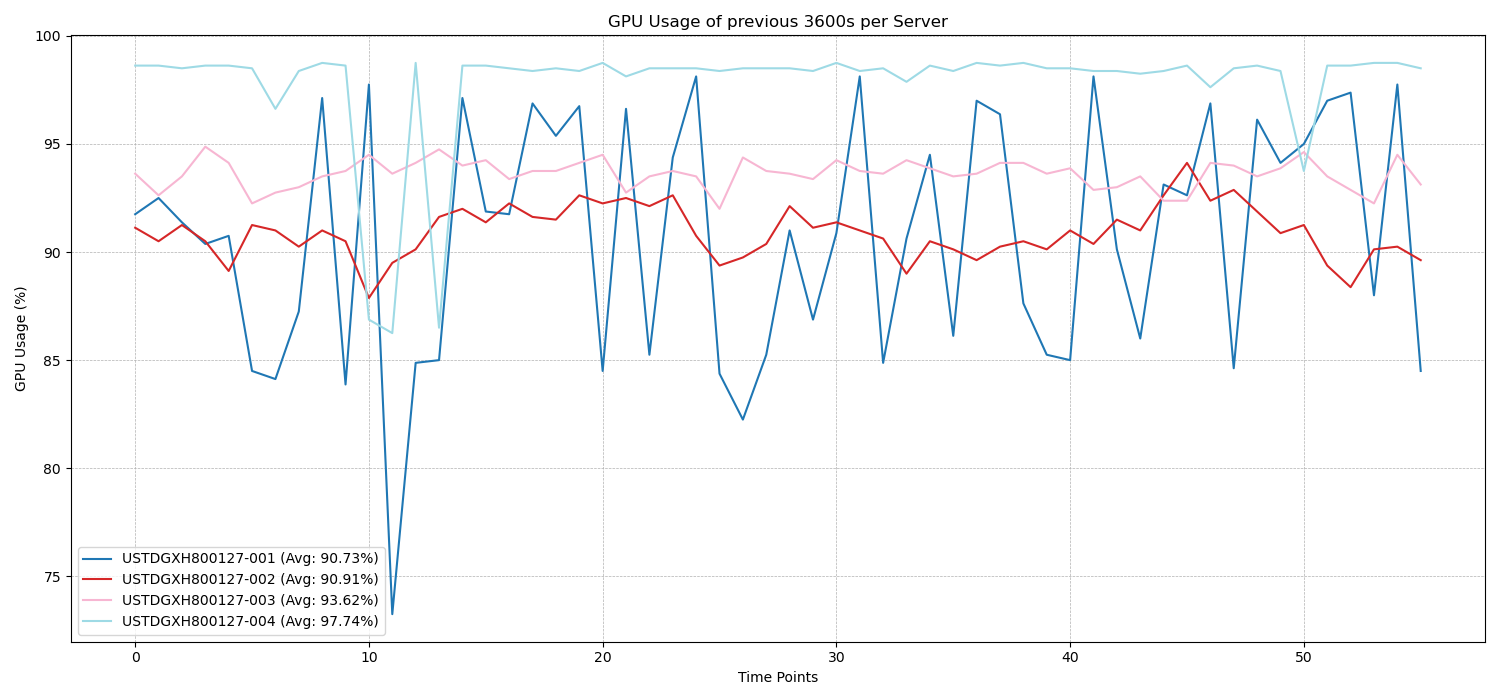 GPU Usage of previous 3600s per Server
100
95
90
85
80
75
GPU Usage (%)
USTDGXH800127-001 (Avg: 90.73%)
USTDGXH800127-002 (Avg: 90.91%)
USTDGXH800127-003 (Avg: 93.62%)
USTDGXH800127-004 (Avg: 97.74%)
0 10 20 30 40 50
Time Points